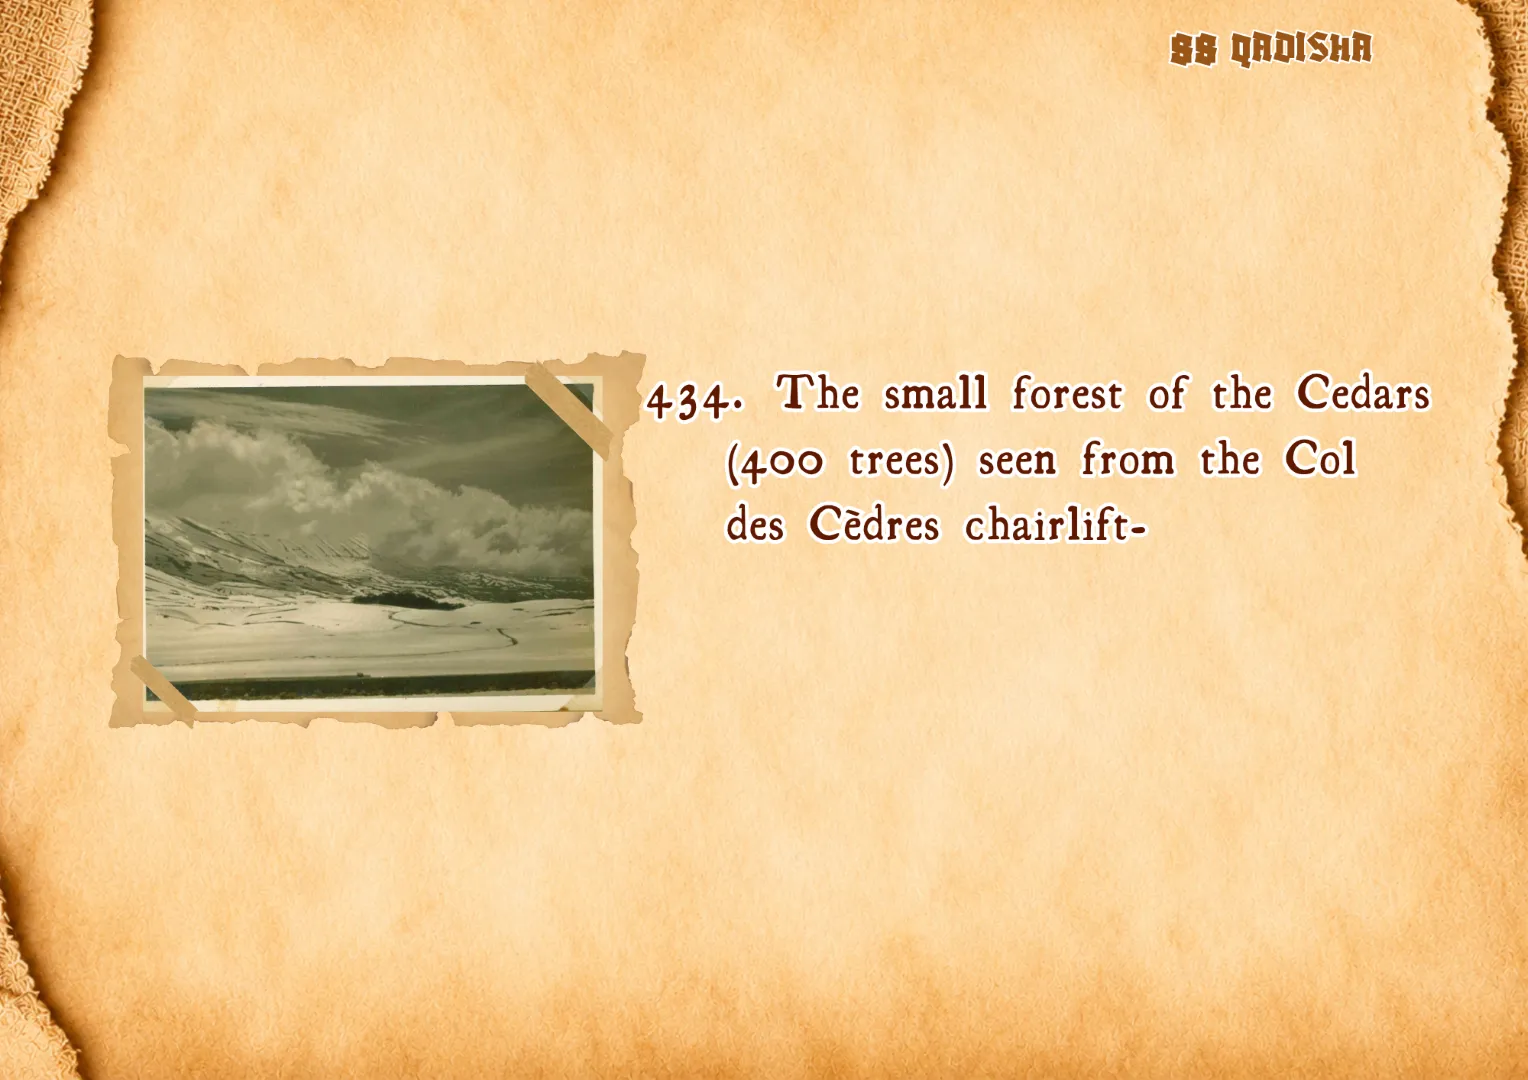 SS QADISHA
434. The small forest of the Cedars
(400 trees) seen from the Col
des Cèdres chairlift-